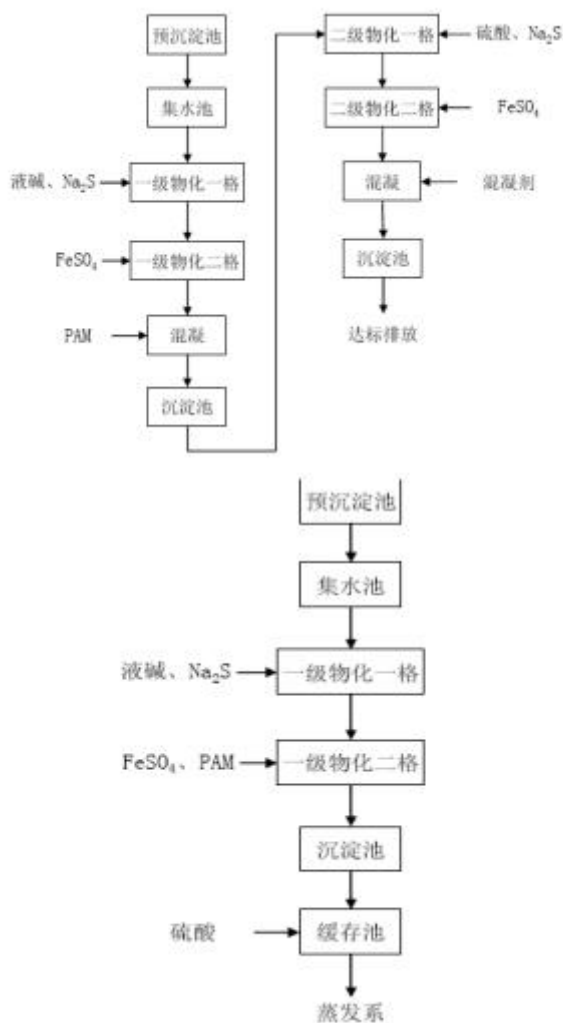 预沉淀池
集水池
液碱、Na₂S
一级物化一格
FeSO₄
一级物化二格
PAM
混凝
沉淀池
二级物化一格
硫酸、Na₂S
二级物化二格
FeSO₄
混凝
混凝剂
沉淀池
达标排放
预沉淀池
集水池
液碱、Na₂S
一级物化一格
FeSO₄、PAM
一级物化二格
沉淀池
硫酸
缓存池
蒸发系